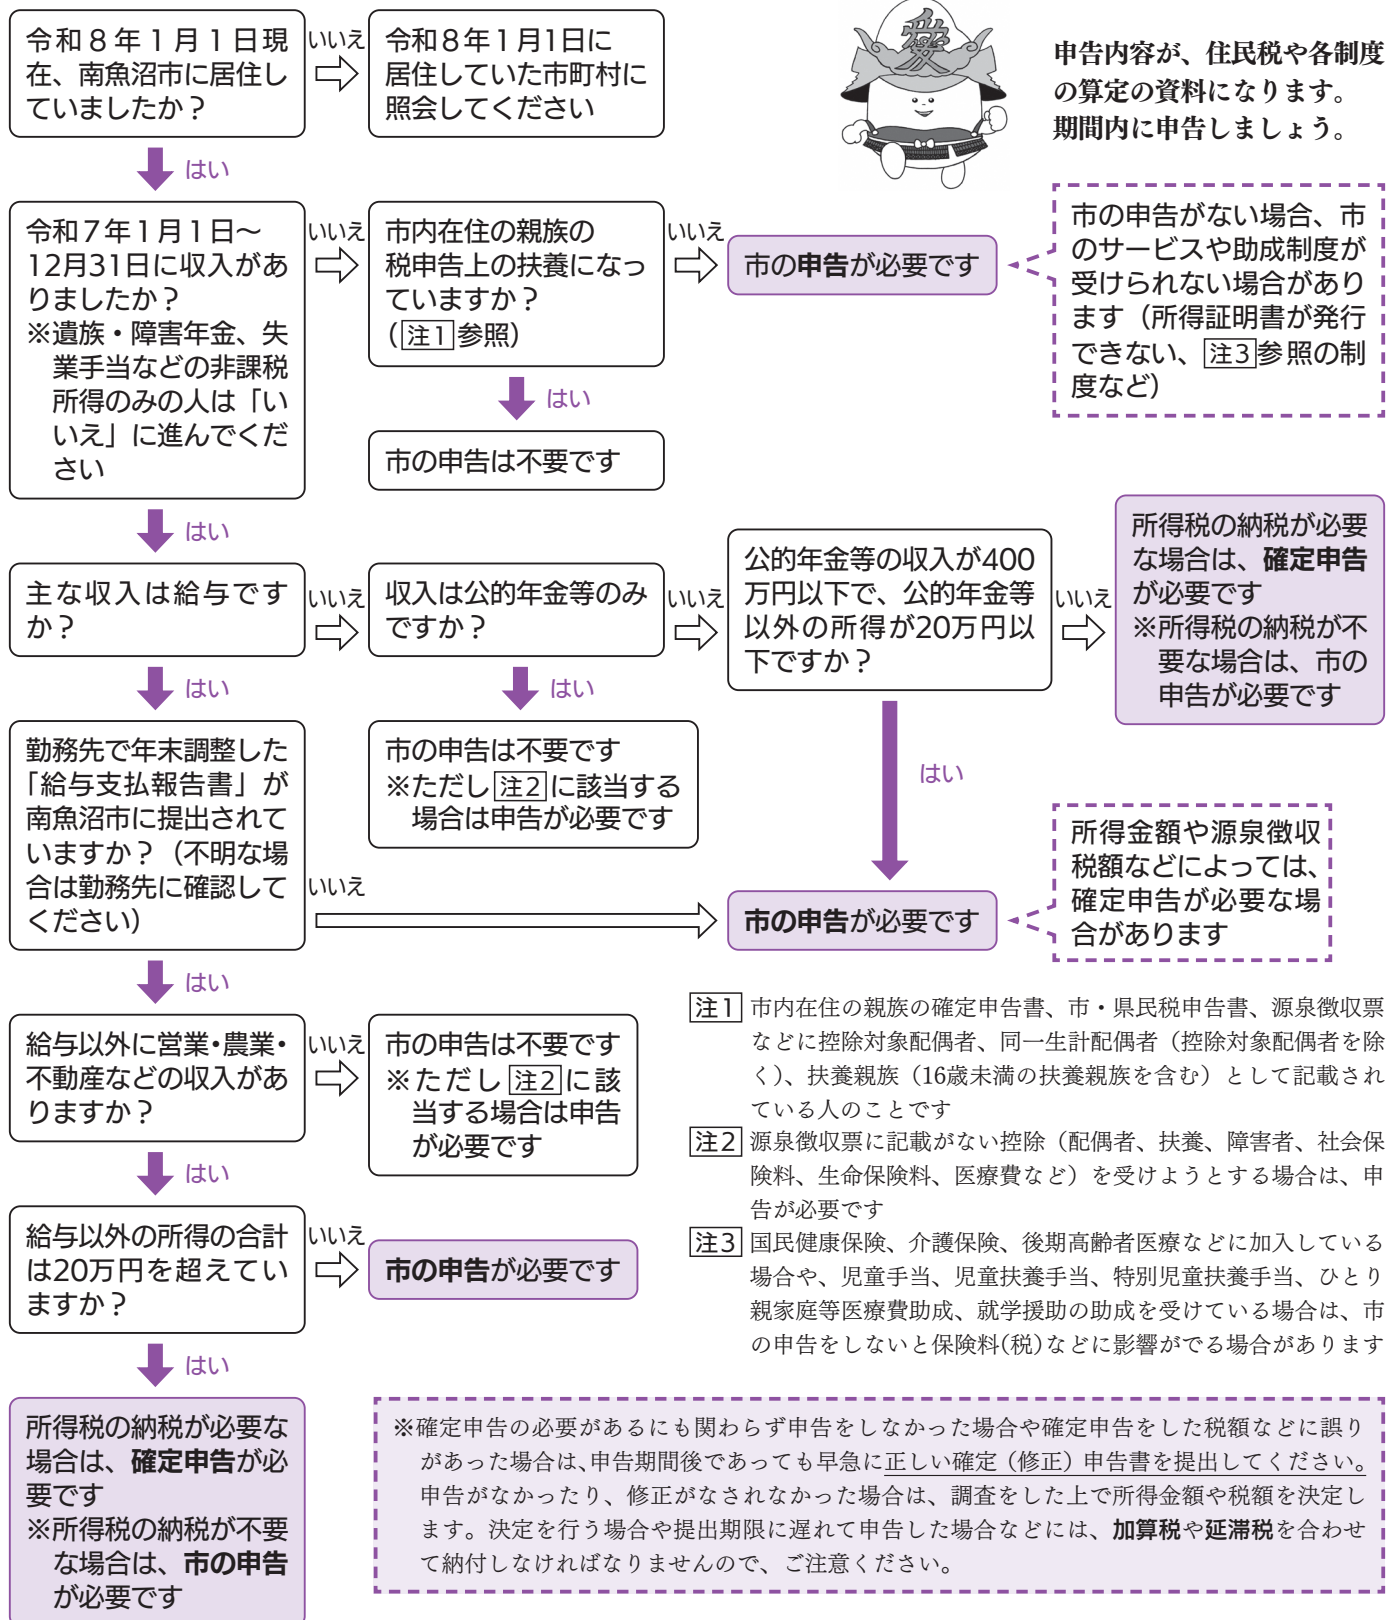 令和８年１月１日現
在、南魚沼市に居住し
ていましたか？
いいえ
令和８年１月1日に
居住していた市町村に
照会してください
愛
申告内容が、住民税や各制度
の算定の資料になります。
期間内に申告しましょう。
はい
令和７年１月１日～
12月31日に収入があ
りましたか？
※遺族・障害年金、失
業手当などの非課税
所得のみの人は「い
いえ」に進んでくだ
さい
いいえ
市内在住の親族の
税申告上の扶養になっ
ていますか？
（注1参照）
いいえ
市の申告が必要です
市の申告がない場合、市
のサービスや助成制度が
受けられない場合があり
ます（所得証明書が発行
できない、注3参照の制
度など）
はい
市の申告は不要です
はい
主な収入は給与です
か？
いいえ
収入は公的年金等のみ
ですか？
いいえ
公的年金等の収入が400
万円以下で、公的年金等
以外の所得が20万円以
下ですか？
いいえ
所得税の納税が必要
な場合は、確定申告
が必要です
※所得税の納税が不
要な場合は、市の
申告が必要です
はい
はい
市の申告は不要です
※ただし注2に該当する
場合は申告が必要です
はい
勤務先で年末調整した
「給与支払報告書」が
南魚沼市に提出されて
いますか？（不明な場
合は勤務先に確認して
ください）
いいえ
市の申告が必要です
所得金額や源泉徴収
税額などによっては、
確定申告が必要な場
合があります
はい
給与以外に営業・農業・
不動産などの収入があ
りますか？
いいえ
市の申告は不要です
※ただし注2に該
当する場合は申告
が必要です
はい
給与以外の所得の合計
は20万円を超えてい
ますか？
いいえ
市の申告が必要です
はい
所得税の納税が必要な
場合は、確定申告が必
要です
※所得税の納税が不要
な場合は、市の申告
が必要です
注1 市内在住の親族の確定申告書、市・県民税申告書、源泉徴収票
などに控除対象配偶者、同一生計配偶者（控除対象配偶者を除
く）、扶養親族（16歳未満の扶養親族を含む）として記載され
ている人のことです
注2 源泉徴収票に記載がない控除（配偶者、扶養、障害者、社会保
険料、生命保険料、医療費など）を受けようとする場合は、申
告が必要です
注3 国民健康保険、介護保険、後期高齢者医療などに加入している
場合や、児童手当、児童扶養手当、特別児童扶養手当、ひとり
親家庭等医療費助成、就学援助の助成を受けている場合は、市
の申告をしないと保険料(税)などに影響がでる場合があります
※確定申告の必要があるにも関わらず申告をしなかった場合や確定申告をした税額などに誤り
があった場合は、申告期間後であっても早急に正しい確定（修正）申告書を提出してください。
申告がなかったり、修正がなされなかった場合は、調査をした上で所得金額や税額を決定し
ます。決定を行う場合や提出期限に遅れて申告した場合などには、加算税や延滞税を合わせ
て納付しなければなりませんので、ご注意ください。